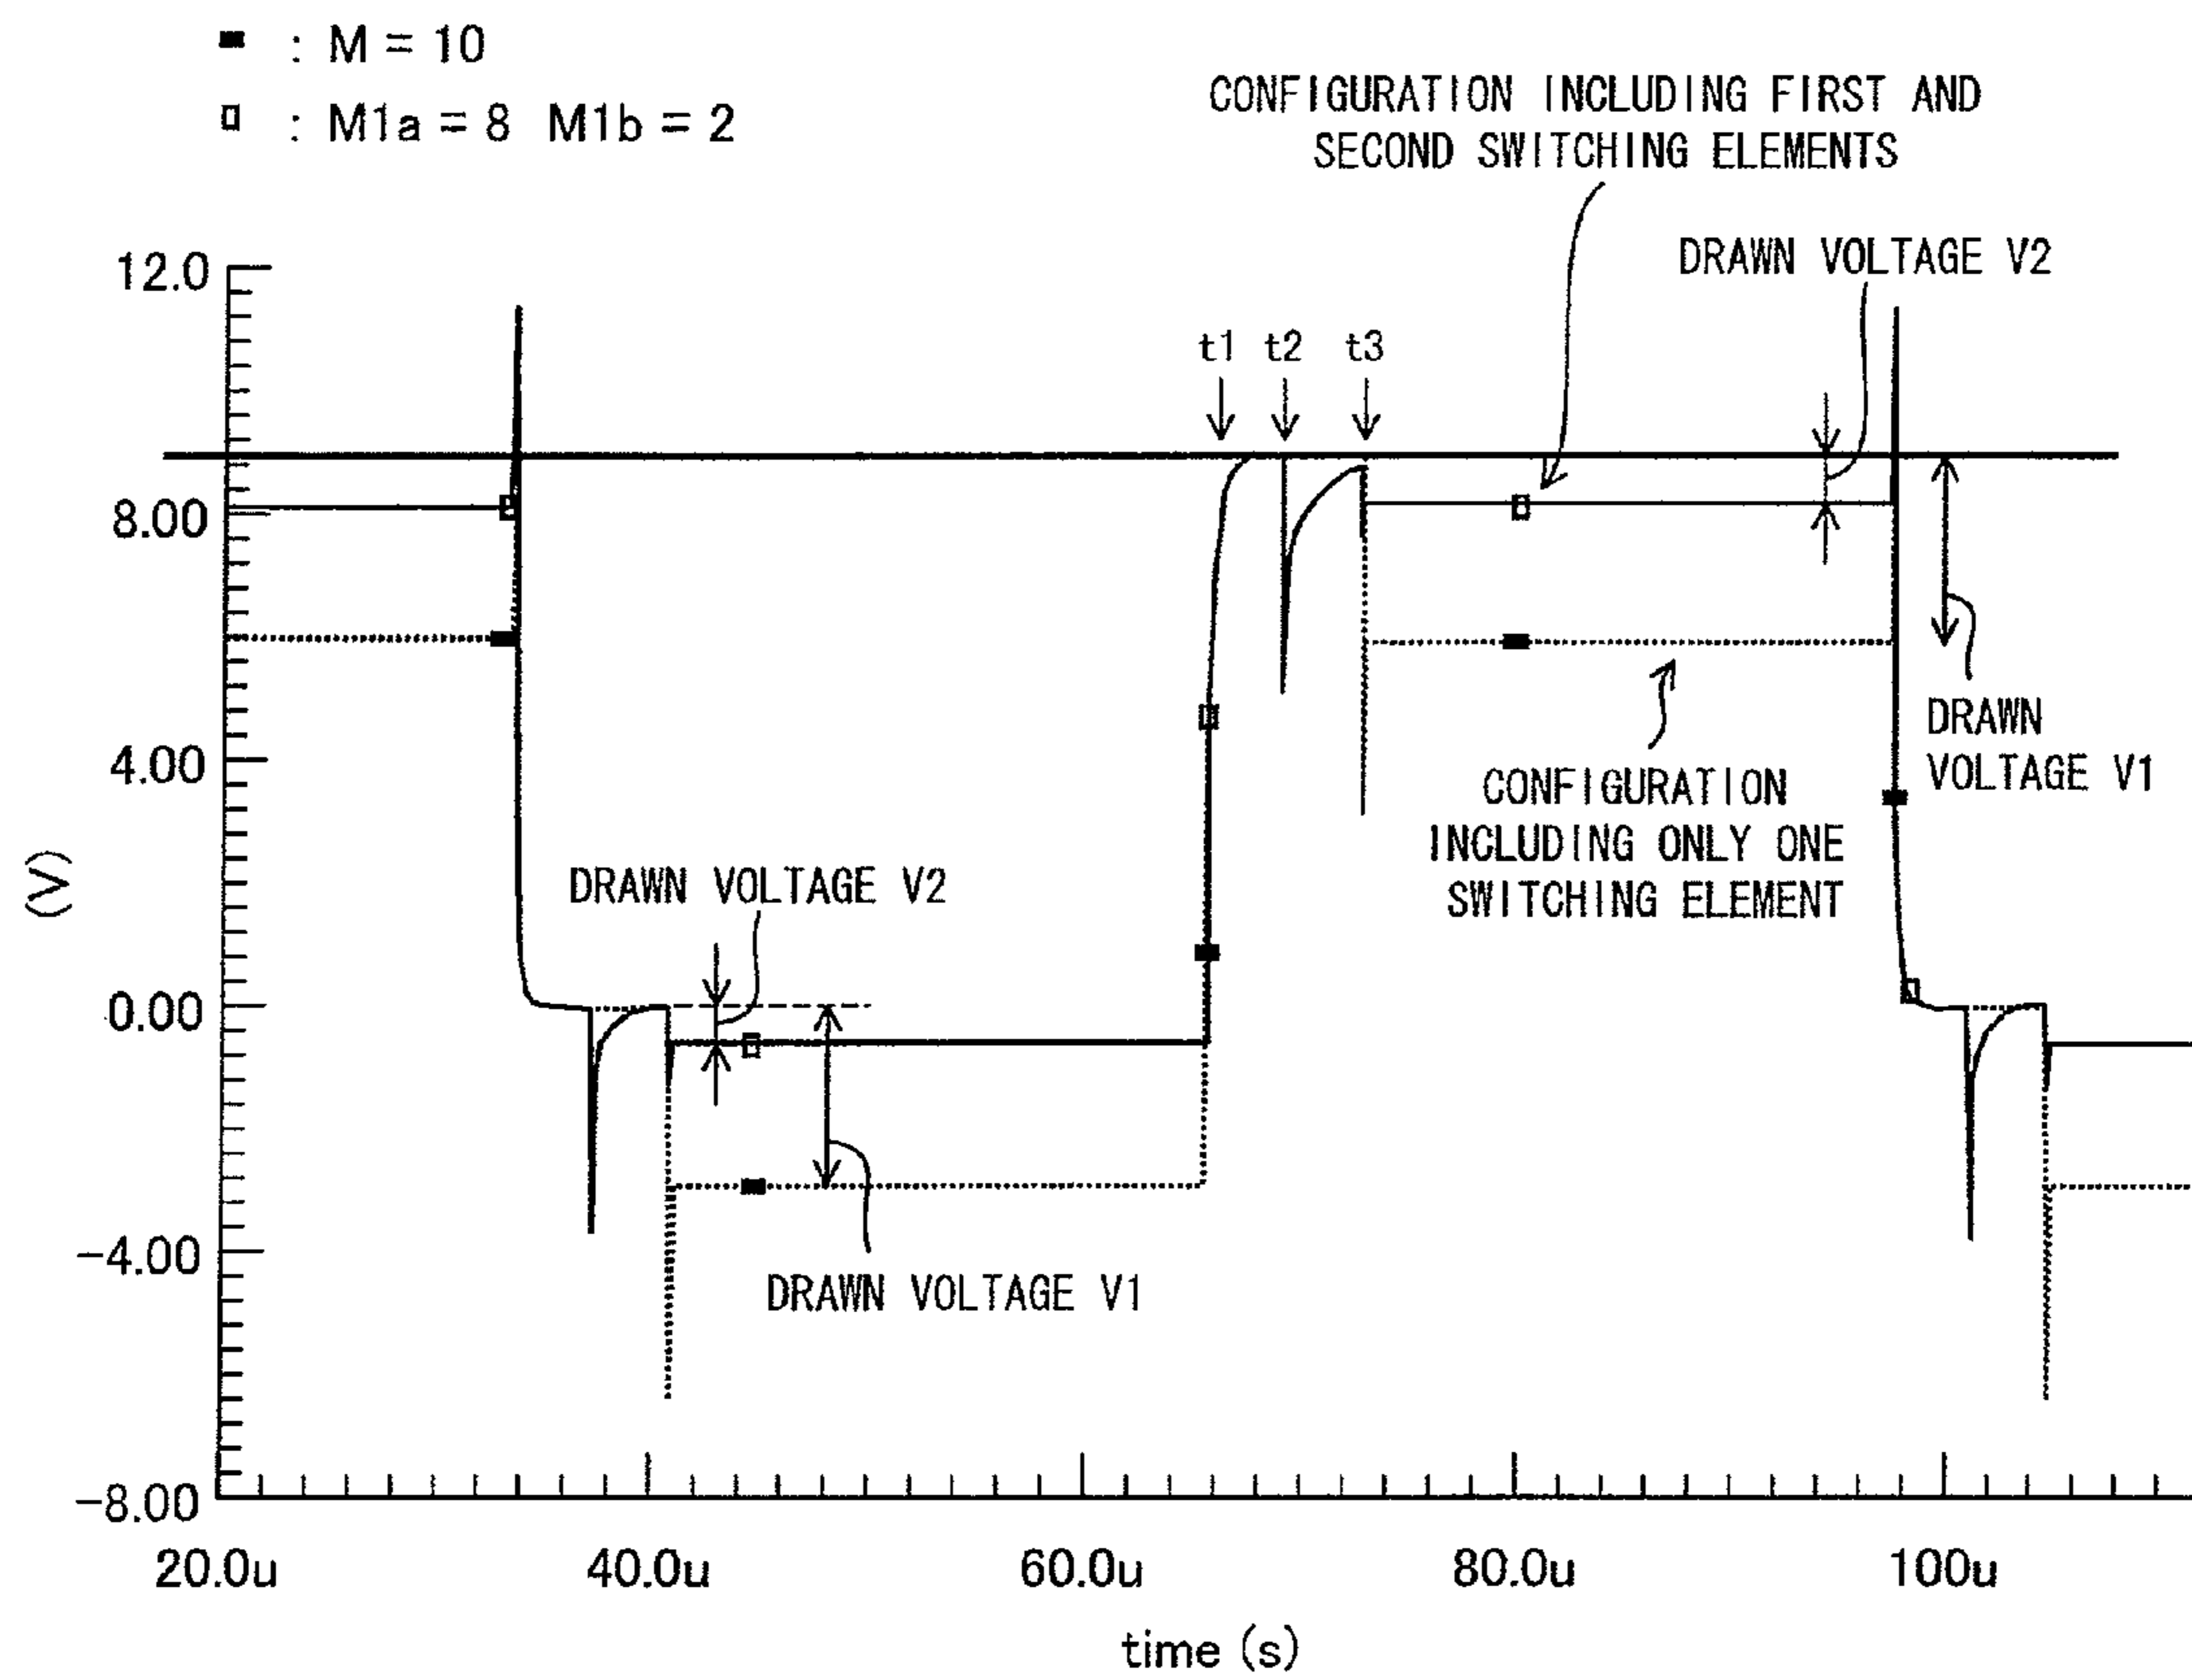 : M = 10
: M1a = 8 M1b = 2
CONFIGURATION INCLUDING FIRST AND
SECOND SWITCHING ELEMENTS
DRAWN VOLTAGE V2
12.0
t1 t2 t3
8.00
4.00
DRAWN
VOLTAGE V1
CONFIGURATION
INCLUDING ONLY ONE
SWITCHING ELEMENT
(V)
DRAWN VOLTAGE V2
0.00
-4.00
DRAWN VOLTAGE V1
-8.00
20.0u 40.0u 60.0u 80.0u 100u
time (s)